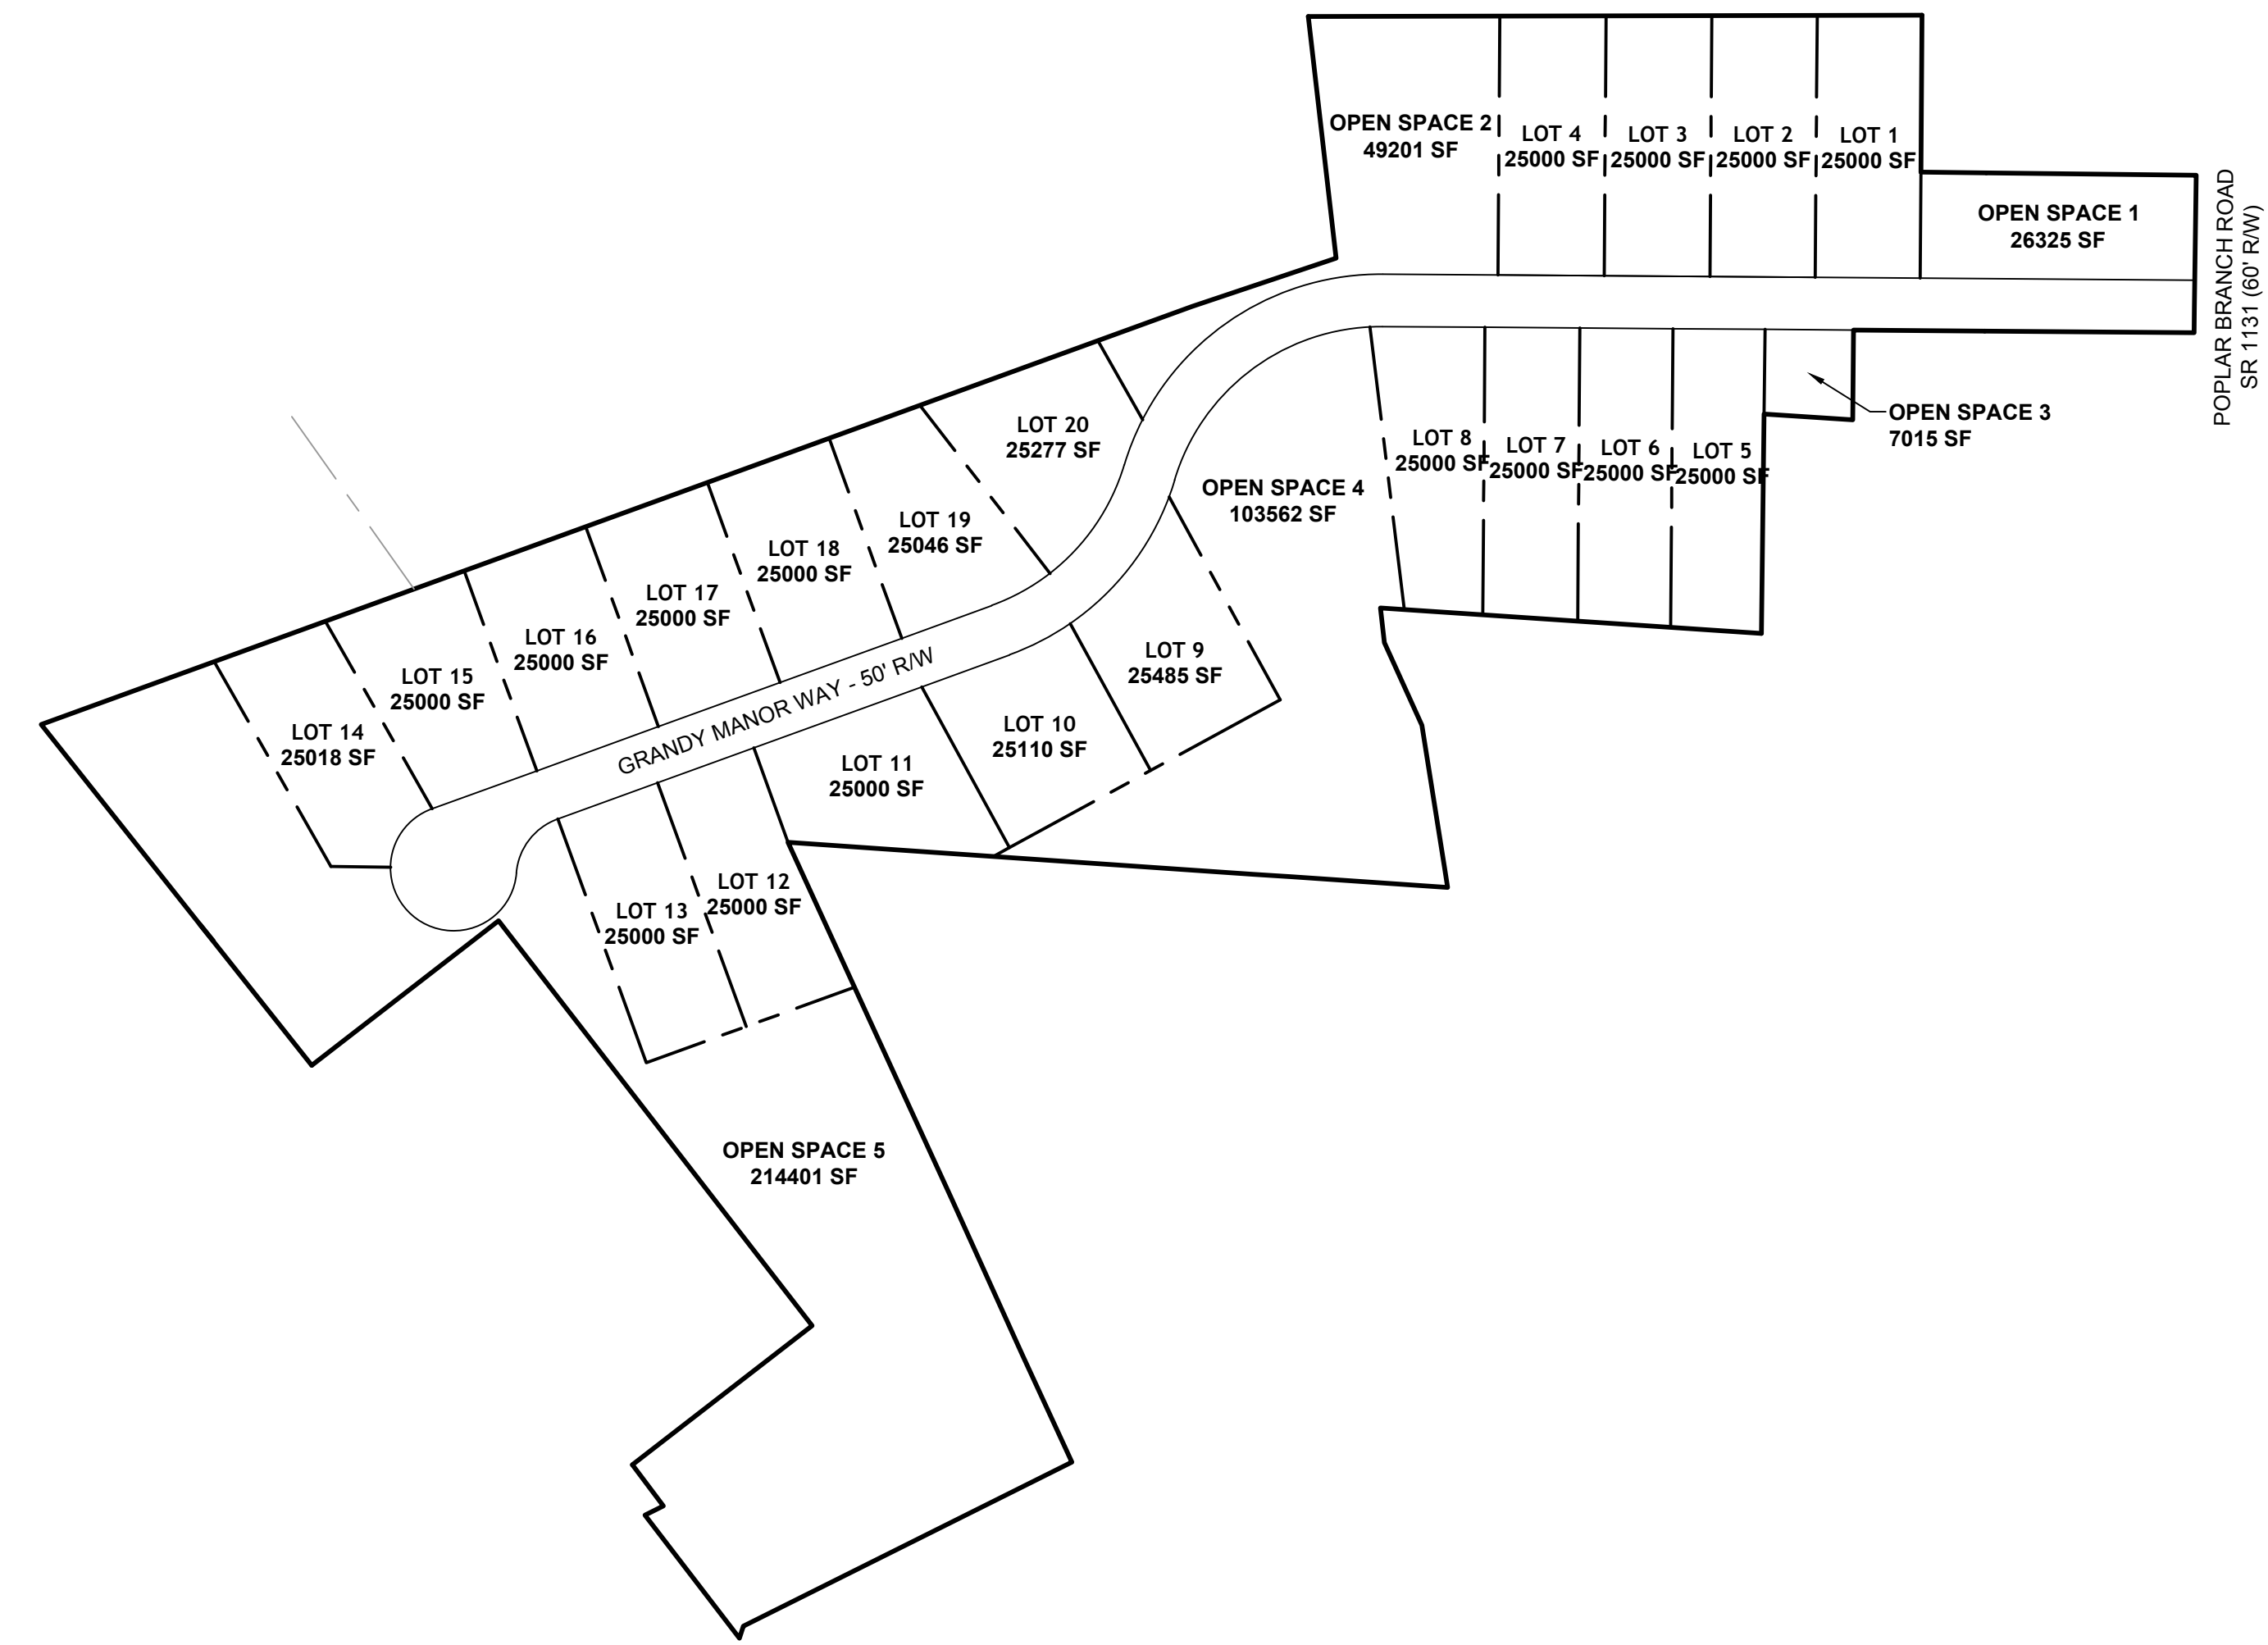 OPEN SPACE 2
49201 SF
LOT 4
25000 SF
LOT 3
25000 SF
LOT 2
25000 SF
LOT 1
25000 SF
OPEN SPACE 1
26325 SF
POPLAR BRANCH ROAD
SR 1131 (60' R/W)
OPEN SPACE 3
7015 SF
LOT 20
25277 SF
LOT 8
25000 SF
LOT 7
25000 SF
LOT 6
25000 SF
LOT 5
25000 SF
OPEN SPACE 4
103562 SF
LOT 19
25046 SF
LOT 18
25000 SF
LOT 17
25000 SF
LOT 16
25000 SF
LOT 15
25000 SF
LOT 14
25018 SF
GRANDY MANOR WAY - 50' R/W
LOT 9
25485 SF
LOT 10
25110 SF
LOT 11
25000 SF
LOT 12
25000 SF
LOT 13
25000 SF
OPEN SPACE 5
214401 SF